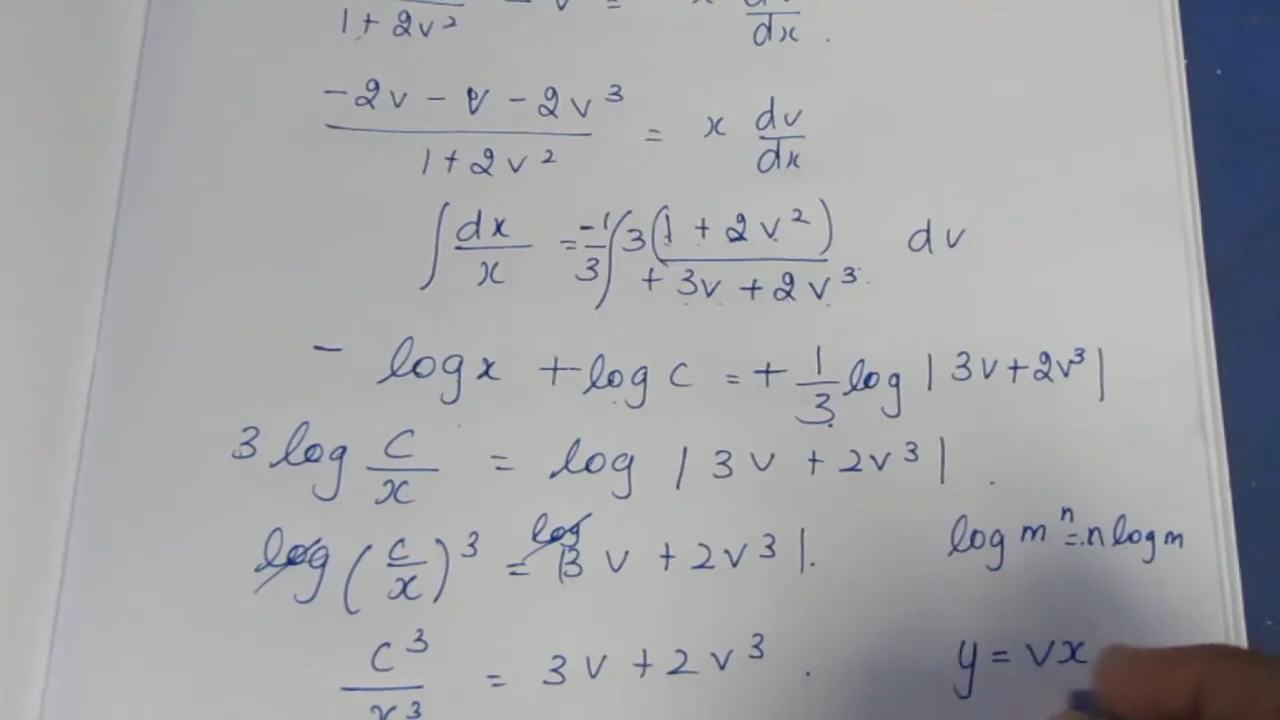 1 + 2v² - v = x dv/dx .
(-2v - v - 2v³)/(1 + 2v²) = x dv/dx
∫ dx/x = -1/3 ∫ 3(1 + 2v²)/(+ 3v + 2v³) dv
- log x + log c = + 1/3 log | 3v + 2v³ |
3 log c/x = log | 3v + 2v³ | .
log (c/x)³ = log |3v + 2v³|. log mⁿ = n log m
c³/x³ = 3v + 2v³ . y = vx